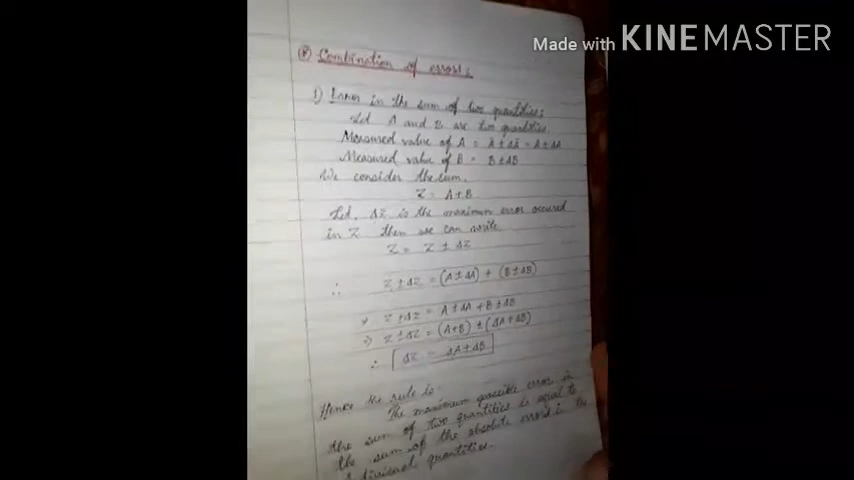 Made with KINEMASTER
Combination of errors:
1) Error in the sum of two quantities:
Let A and B are two quantities
Measured value of A = A ± ΔA = A ± ΔA
Measured value of B = B ± ΔB
We consider the sum.
Z = A + B
Let, ΔZ is the maximum error occured
in Z then we can write
Z = Z ± ΔZ
∴ Z ± ΔZ = (A ± ΔA) + (B ± ΔB)
Z ± ΔZ = A ± ΔA + B ± ΔB
⇒ Z ± ΔZ = (A+B) ± (ΔA + ΔB)
∴ ΔZ = ΔA + ΔB
Hence the rule is:
The maximum possible error in
the sum of two quantities is equal to
the sum of the absolute errors in the
individual quantities.